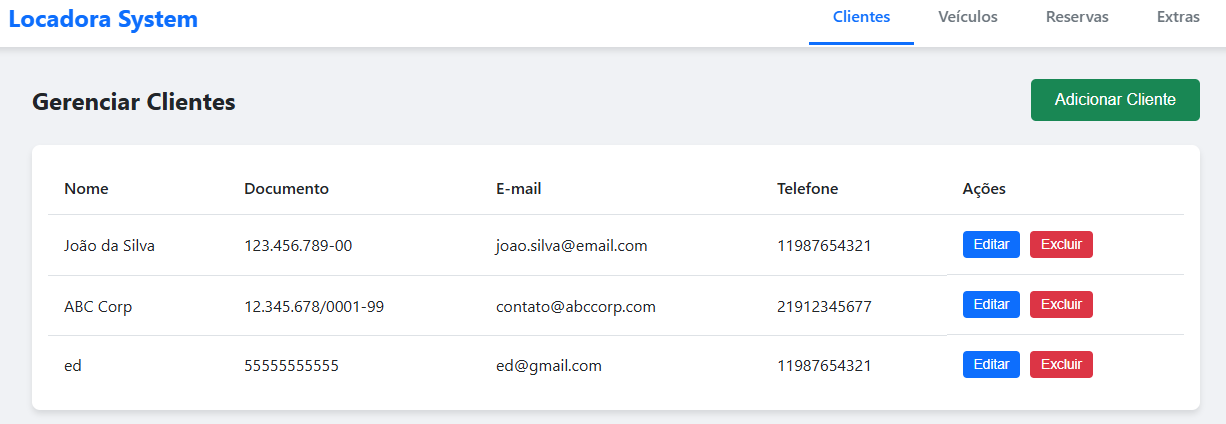 Locadora System Clientes Veículos Reservas Extras
Gerenciar Clientes Adicionar Cliente
Nome Documento E-mail Telefone Ações
João da Silva 123.456.789-00 joao.silva@email.com 11987654321 Editar Excluir
ABC Corp 12.345.678/0001-99 contato@abccorp.com 21912345677 Editar Excluir
ed 55555555555 ed@gmail.com 11987654321 Editar Excluir